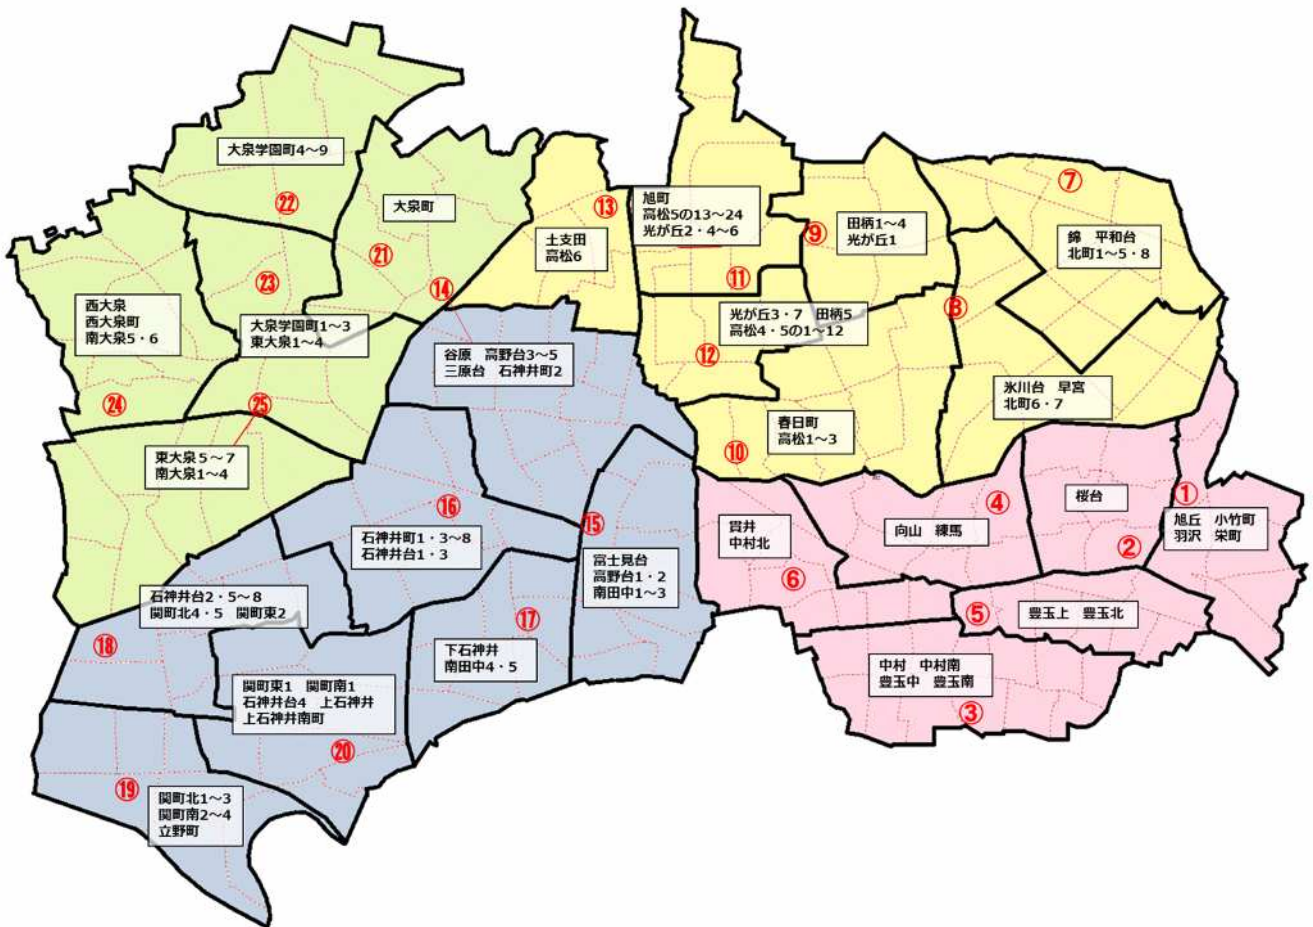 大泉学園町4～9
㉒
大泉町
㉑
⑭
㉓
大泉学園町1～3
東大泉1～4
西大泉
西大泉町
南大泉5・6
㉔
㉕
東大泉５～７
南大泉1～4
⑬
土支田
高松6
旭町
高松5の13～24
光が丘2・4～6
⑪
⑨
田柄1～4
光が丘1
⑦
錦　平和台
北町1～5・8
⑧
光が丘3・7　田柄5
高松4・5の1～12
⑫
氷川台　早宮
北町6・7
春日町
高松1～3
⑩
谷原　高野台3～5
三原台　石神井町2
⑯
石神井町1・3～8
石神井台1・3
⑮
富士見台
高野台1・2
南田中1～3
貫井
中村北
⑥
④
向山　練馬
桜台
②
①
旭丘　小竹町
羽沢　栄町
⑤
豊玉上　豊玉北
中村　中村南
豊玉中　豊玉南
③
石神井台2・5～8
関町北4・5　関町東2
⑱
⑰
下石神井
南田中4・5
関町東1　関町南1
石神井台4　上石神井
上石神井南町
⑳
⑲
関町北1～3
関町南2～4
立野町